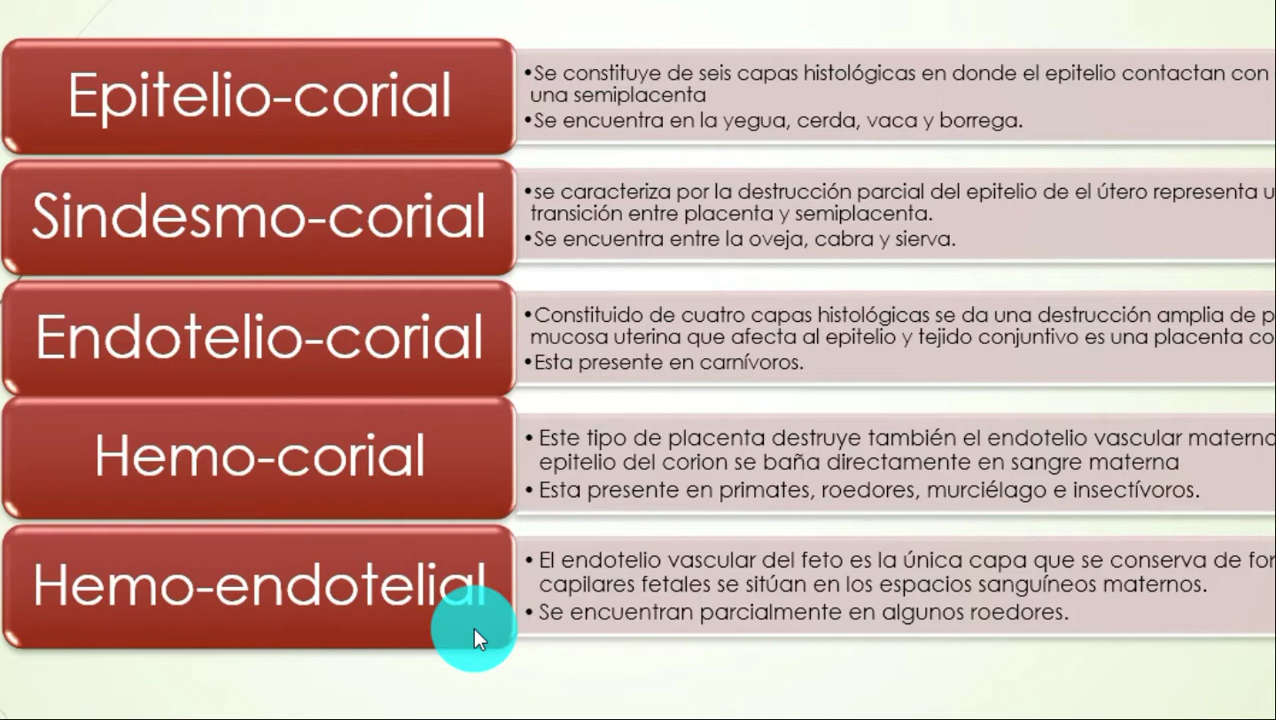 Epitelio-corial
•Se constituye de seis capas histológicas en donde el epitelio contactan con
una semiplacenta
•Se encuentra en la yegua, cerda, vaca y borrega.
Sindesmo-corial
•se caracteriza por la destrucción parcial del epitelio de el útero representa
transición entre placenta y semiplacenta.
•Se encuentra entre la oveja, cabra y sierva.
Endotelio-corial
•Constituido de cuatro capas histológicas se da una destrucción amplia de
mucosa uterina que afecta al epitelio y tejido conjuntivo es una placenta
•Esta presente en carnívoros.
Hemo-corial
• Este tipo de placenta destruye también el endotelio vascular
epitelio del corion se baña directamente en sangre materna
• Esta presente en primates, roedores, murciélago e insectívoros.
Hemo-endotelial
• El endotelio vascular del feto es la única capa que se conserva de
capilares fetales se sitúan en los espacios sanguíneos maternos.
• Se encuentran parcialmente en algunos roedores.